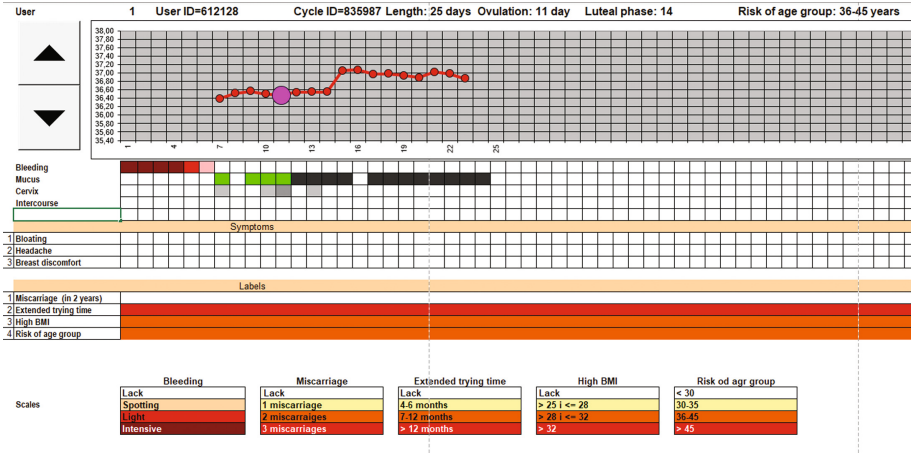 User 1 User ID=612128 Cycle ID=835987 Length: 25 days Ovulation: 11 day Luteal phase: 14 Risk of age group: 36-45 years
38,00
37,80
37,60
37,40
37,20
37,00
36,80
36,60
36,40
36,20
36,00
35,80
35,60
35,40
1 4 7 10 13 16 19 22 25
Bleeding
Mucus
Cervix
Intercourse
Symptoms
1 Bloating
2 Headache
3 Breast discomfort
Labels
1 Miscarriage (in 2 years)
2 Extended trying time
3 High BMI
4 Risk of age group
Bleeding Miscarriage Extended trying time High BMI Risk od agr group
Lack Lack Lack Lack < 30
Scales Spotting 1 miscarriage 4-6 months > 25 i <= 28 30-35
Light 2 miscarraiges 7-12 months > 28 i <= 32 36-45
Intensive 3 miscarriages > 12 months > 32 > 45